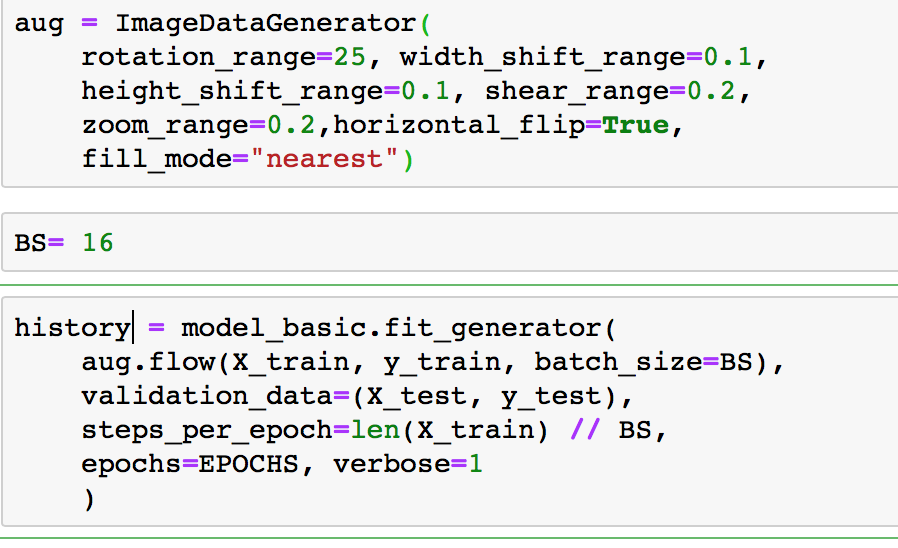 aug = ImageDataGenerator(
    rotation_range=25, width_shift_range=0.1,
    height_shift_range=0.1, shear_range=0.2,
    zoom_range=0.2,horizontal_flip=True,
    fill_mode="nearest")
BS= 16
history = model_basic.fit_generator(
    aug.flow(X_train, y_train, batch_size=BS),
    validation_data=(X_test, y_test),
    steps_per_epoch=len(X_train) // BS,
    epochs=EPOCHS, verbose=1
    )